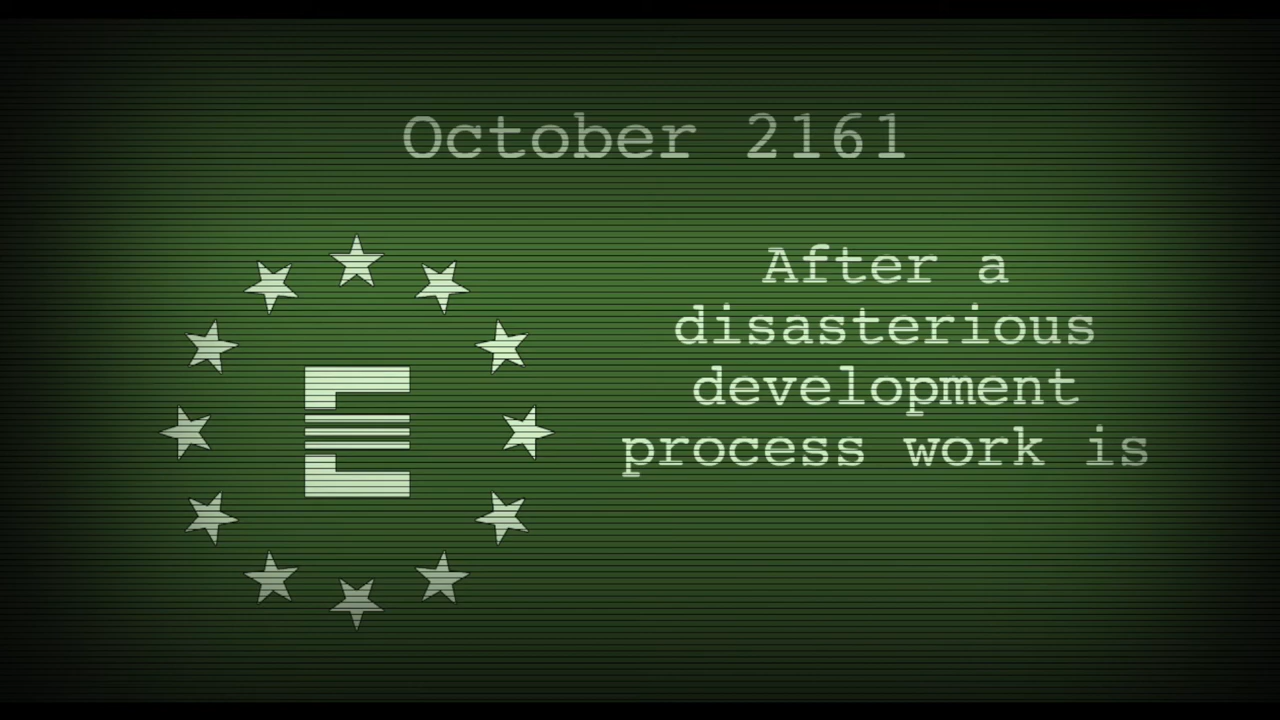 October 2161
After a
disasterious
development
process work is
E